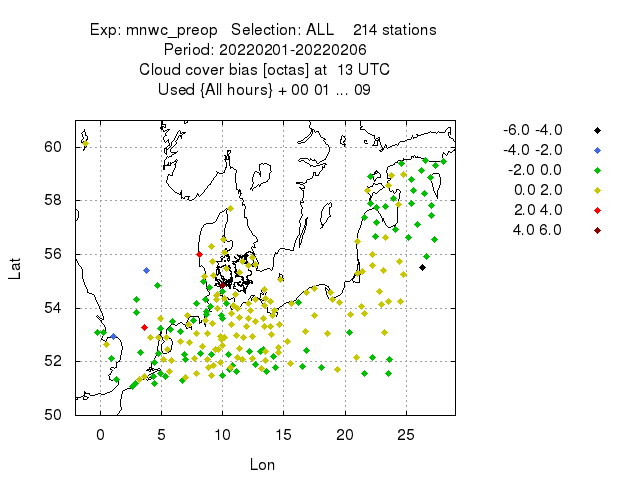 Exp: mnwc_preop Selection: ALL 214 stations
Period: 20220201-20220206
Cloud cover bias [octas] at 13 UTC
Used {All hours} + 00 01 ... 09
60
58
56
54
52
50
Lat
0 5 10 15 20 25
Lon
-6.0 -4.0
-4.0 -2.0
-2.0 0.0
0.0 2.0
2.0 4.0
4.0 6.0